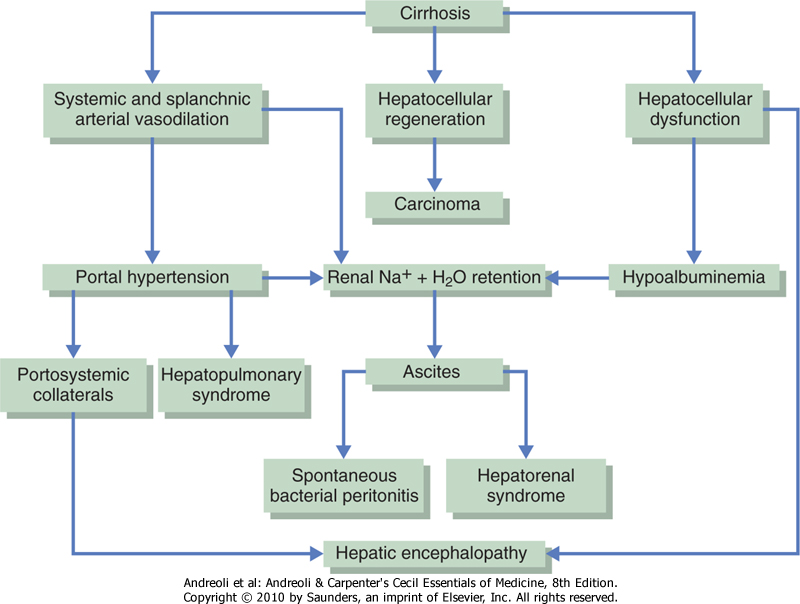 Cirrhosis
Systemic and splanchnic
arterial vasodilation
Hepatocellular
regeneration
Hepatocellular
dysfunction
Carcinoma
Portal hypertension
Renal Na⁺ + H₂O retention
Hypoalbuminemia
Portosystemic
collaterals
Hepatopulmonary
syndrome
Ascites
Spontaneous
bacterial peritonitis
Hepatorenal
syndrome
Hepatic encephalopathy
Andreoli et al: Andreoli & Carpenter's Cecil Essentials of Medicine, 8th Edition.
Copyright © 2010 by Saunders, an imprint of Elsevier, Inc. All rights reserved.